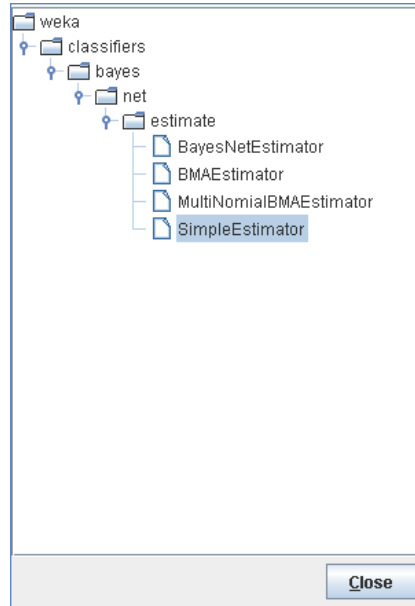 weka
classifiers
bayes
net
estimate
BayesNetEstimator
BMAEstimator
MultiNomialBMAEstimator
SimpleEstimator
Close